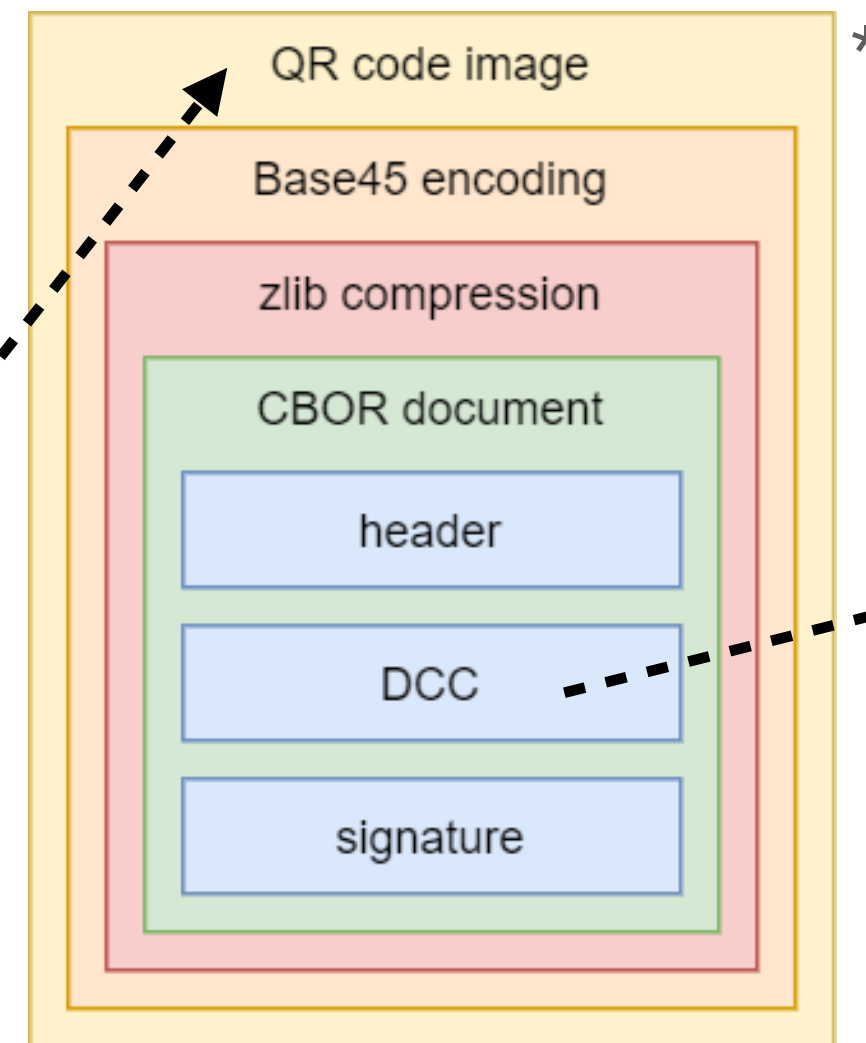 QR code image
*
Base45 encoding
zlib compression
CBOR document
header
DCC
signature